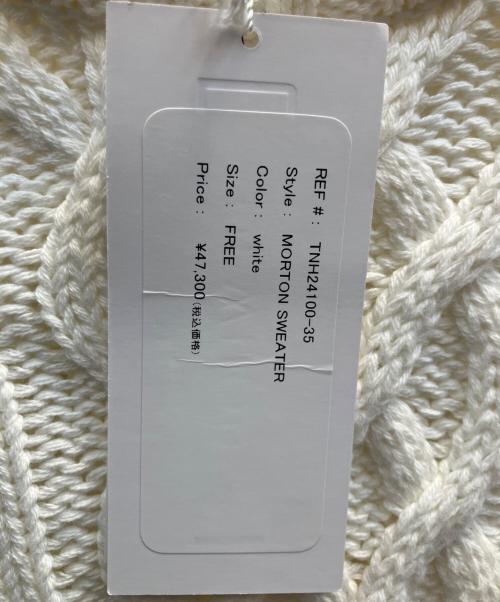 REF # : TNH24100-35
Style : MORTON SWEATER
Color : white
Size : FREE
Price : ¥47,300(税込価格)